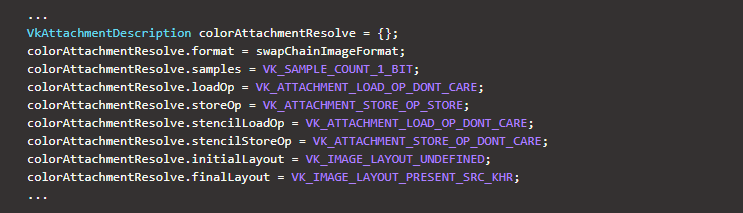 ...
VkAttachmentDescription colorAttachmentResolve = {};
colorAttachmentResolve.format = swapChainImageFormat;
colorAttachmentResolve.samples = VK_SAMPLE_COUNT_1_BIT;
colorAttachmentResolve.loadOp = VK_ATTACHMENT_LOAD_OP_DONT_CARE;
colorAttachmentResolve.storeOp = VK_ATTACHMENT_STORE_OP_STORE;
colorAttachmentResolve.stencilLoadOp = VK_ATTACHMENT_LOAD_OP_DONT_CARE;
colorAttachmentResolve.stencilStoreOp = VK_ATTACHMENT_STORE_OP_DONT_CARE;
colorAttachmentResolve.initialLayout = VK_IMAGE_LAYOUT_UNDEFINED;
colorAttachmentResolve.finalLayout = VK_IMAGE_LAYOUT_PRESENT_SRC_KHR;
...